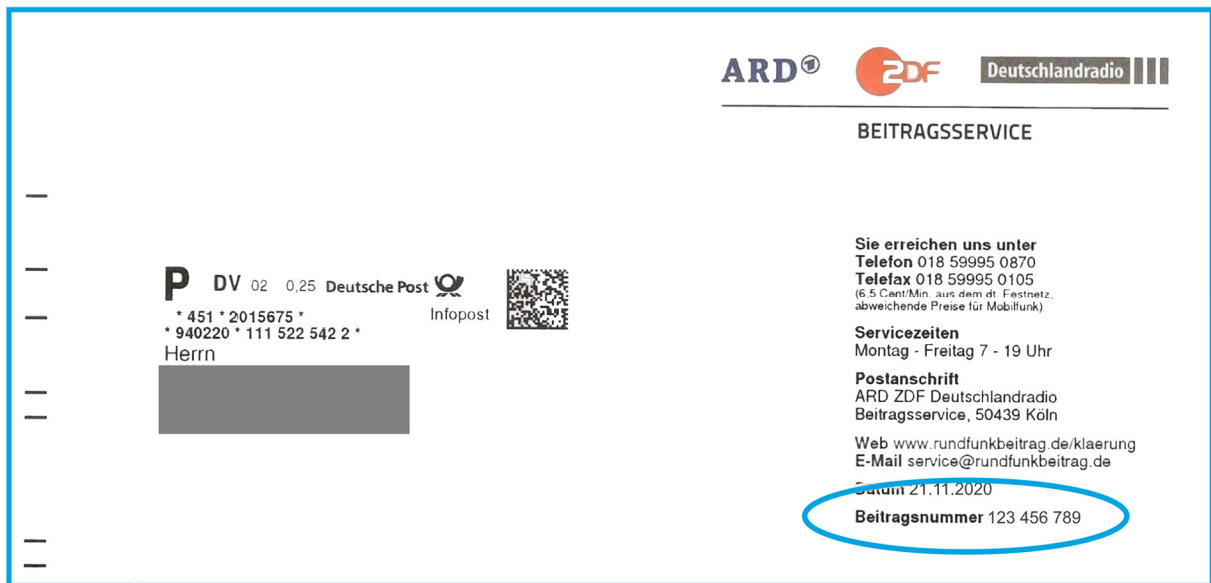 ARD
ZDF
Deutschlandradio
BEITRAGSSERVICE
P DV 02 0,25 Deutsche Post
Infopost
* 451 * 2015675 *
* 940220 * 111 522 542 2 *
Herrn
Sie erreichen uns unter
Telefon 018 59995 0870
Telefax 018 59995 0105
(6,5 Cent/Min. aus dem dt. Festnetz,
abweichende Preise für Mobilfunk)
Servicezeiten
Montag - Freitag 7 - 19 Uhr
Postanschrift
ARD ZDF Deutschlandradio
Beitragsservice, 50439 Köln
Web www.rundfunkbeitrag.de/klaerung
E-Mail service@rundfunkbeitrag.de
Datum 21.11.2020
Beitragsnummer 123 456 789